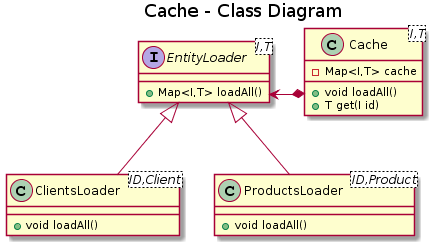 Cache - Class Diagram
I,T
I EntityLoader
Map<I,T> loadAll()
I,T
C Cache
Map<I,T> cache
void loadAll()
T get(I id)
ID,Client
C ClientsLoader
void loadAll()
ID,Product
C ProductsLoader
void loadAll()